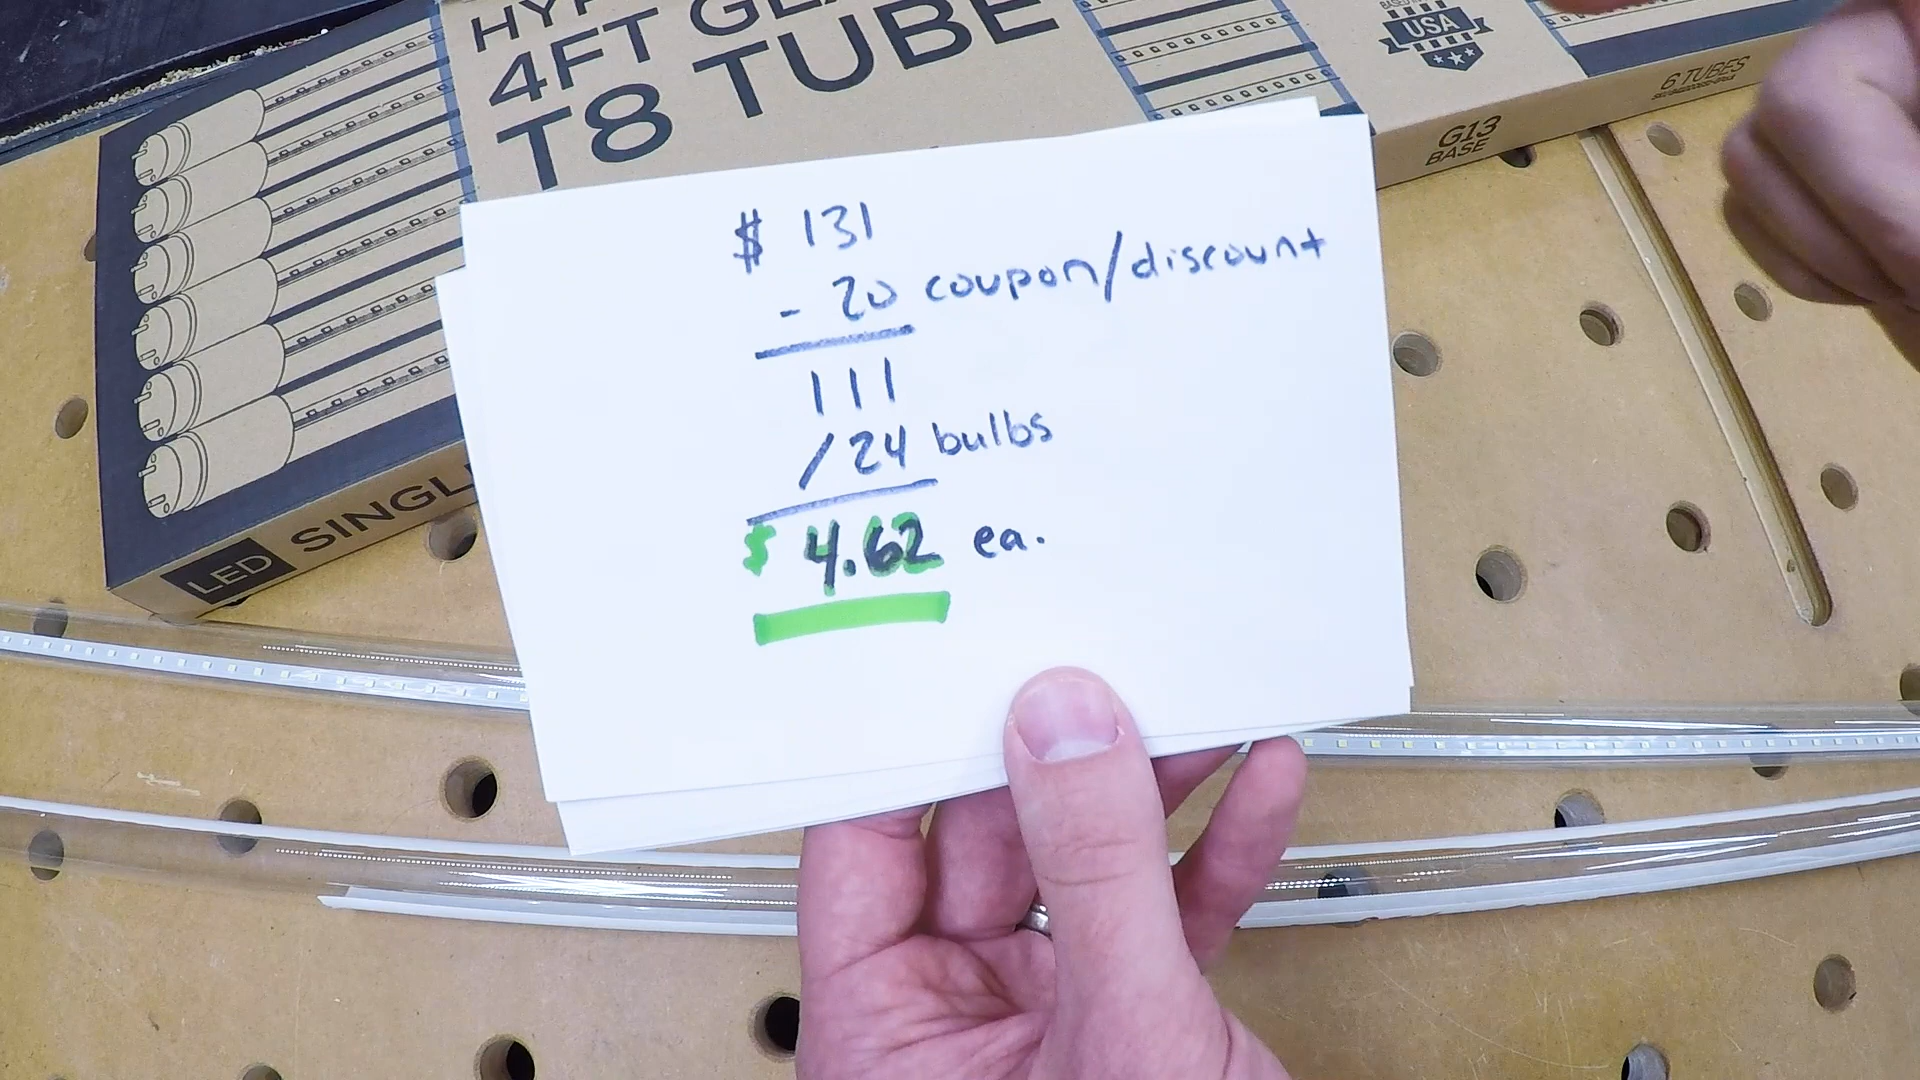 4FT
T8 TUBE
USA
6 TUBES
G13
BASE
$ 131
- 20 coupon/discount
111
/24 bulbs
$ 4.62 ea.
LED